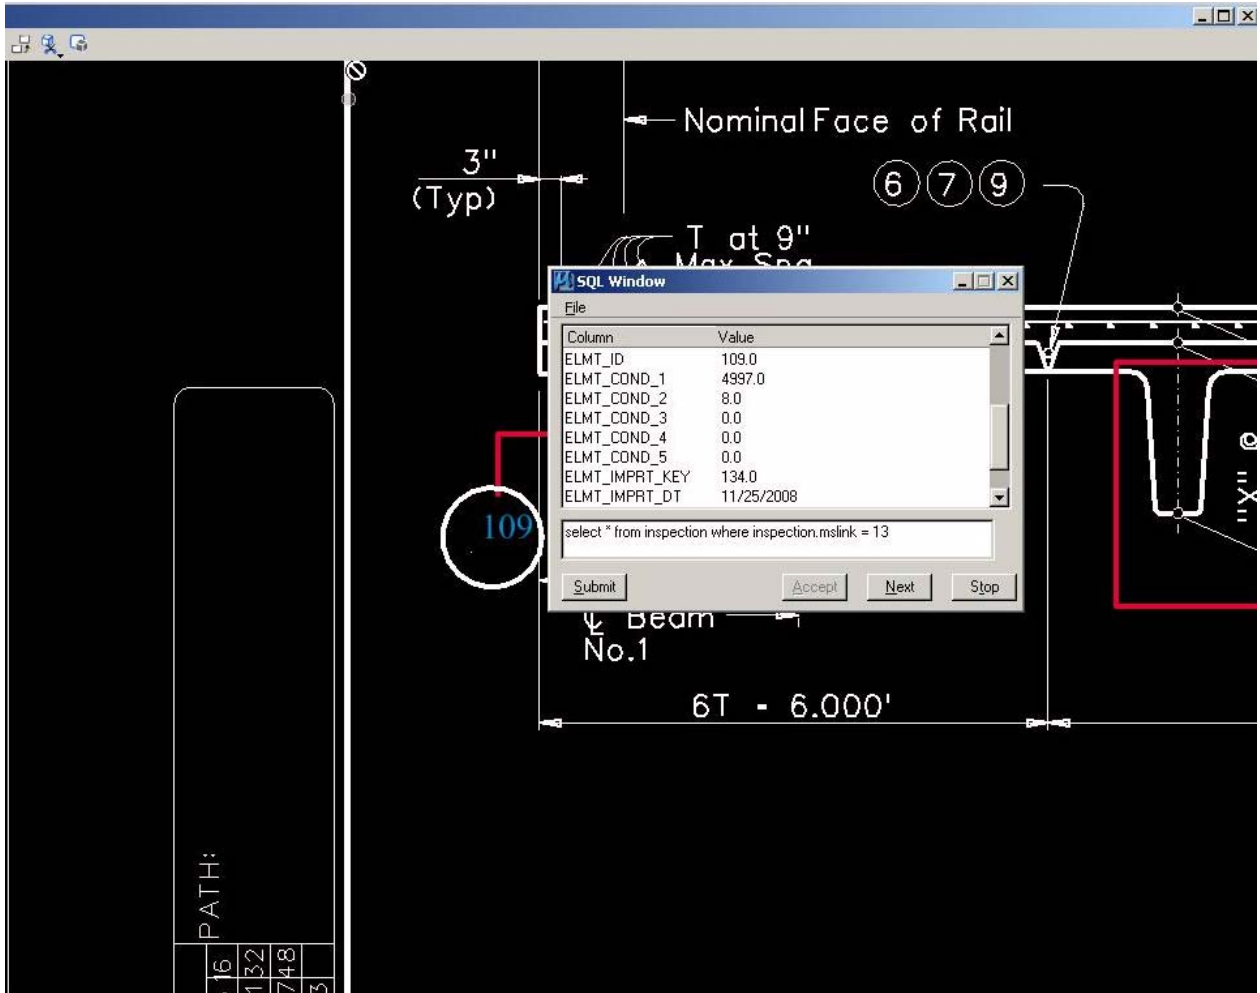 Nominal Face of Rail
3"
(Typ)
6 7 9
T at 9"
Max Spa
SQL Window
File
Column Value
ELMT_ID 109.0
ELMT_COND_1 4997.0
ELMT_COND_2 8.0
ELMT_COND_3 0.0
ELMT_COND_4 0.0
ELMT_COND_5 0.0
ELMT_IMPRT_KEY 134.0
ELMT_IMPRT_DT 11/25/2008
select * from inspection where inspection.mslink = 13
Submit Accept Next Stop
109
"X" @
℄ Beam
No.1
6T - 6.000'
PATH:
16
132
748
3